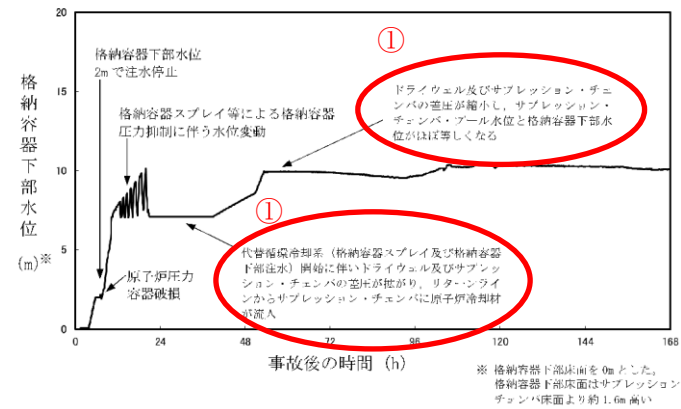 20
①
格納容器下部水位
2m で注水停止
ドライウェル及びサプレッション・チェ
ンバの差圧が縮小し，サプレッション・
チェンバ・プール水位と格納容器下部水
位がほぼ等しくなる
15
格納容器スプレイ等による格納容器
圧力抑制に伴う水位変動
格納容器下部水位
(m)※
10
①
代替循環冷却系（格納容器スプレイ及び格納容器
下部注水）開始に伴いドライウェル及びサプレッ
ション・チェンバの差圧が拡がり，リターンライ
ンからサプレッション・チェンバに原子炉冷却材
が流入
5
原子炉圧力
容器破損
0
0 24 48 72 96 120 144 168
事故後の時間 (h)
※ 格納容器下部床面を 0m とした。
格納容器下部床面はサプレッション
チェンバ床面より約 1.6m 高い